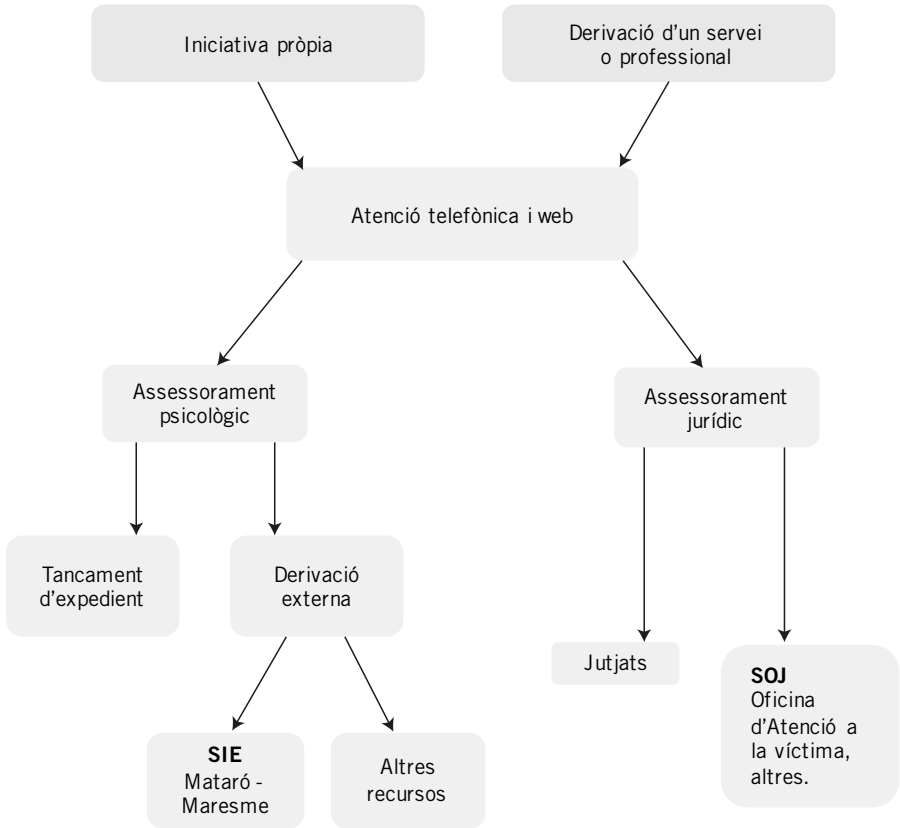 Iniciativa pròpia
Derivació d'un servei
o professional
Atenció telefònica i web
Assessorament
psicològic
Assessorament
jurídic
Tancament
d'expedient
Derivació
externa
Jutjats
SOJ
Oficina
d'Atenció a
la víctima,
altres.
SIE
Mataró -
Maresme
Altres
recursos